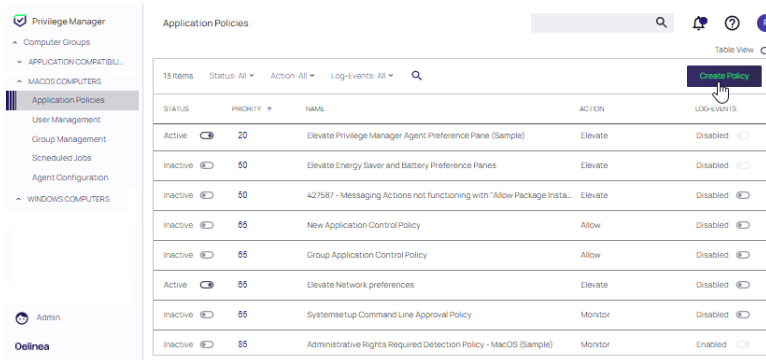 Privilege Manager
Application Policies
Computer Groups
Table View
APPLICATION COMPATIBILI...
13 Items Status: All Action: All Log-Events: All
Create Policy
MACOS COMPUTERS
Application Policies
User Management
Group Management
Scheduled Jobs
Agent Configuration
WINDOWS COMPUTERS
STATUS PRIORITY NAME ACTION LOG-EVENTS
Active 20 Elevate Privilege Manager Agent Preference Pane (Sample) Elevate Disabled
Inactive 50 Elevate Energy Saver and Battery Preference Panes Elevate Disabled
Inactive 50 427587 - Messaging Actions not functioning with "Allow Package Insta... Elevate Disabled
Inactive 65 New Application Control Policy Allow Disabled
Inactive 65 Group Application Control Policy Allow Disabled
Active 65 Elevate Network preferences Elevate Disabled
Inactive 65 Systemsetup Command Line Approval Policy Monitor Disabled
Inactive 85 Administrative Rights Required Detection Policy - MacOS (Sample) Monitor Enabled
Admin
Delinea